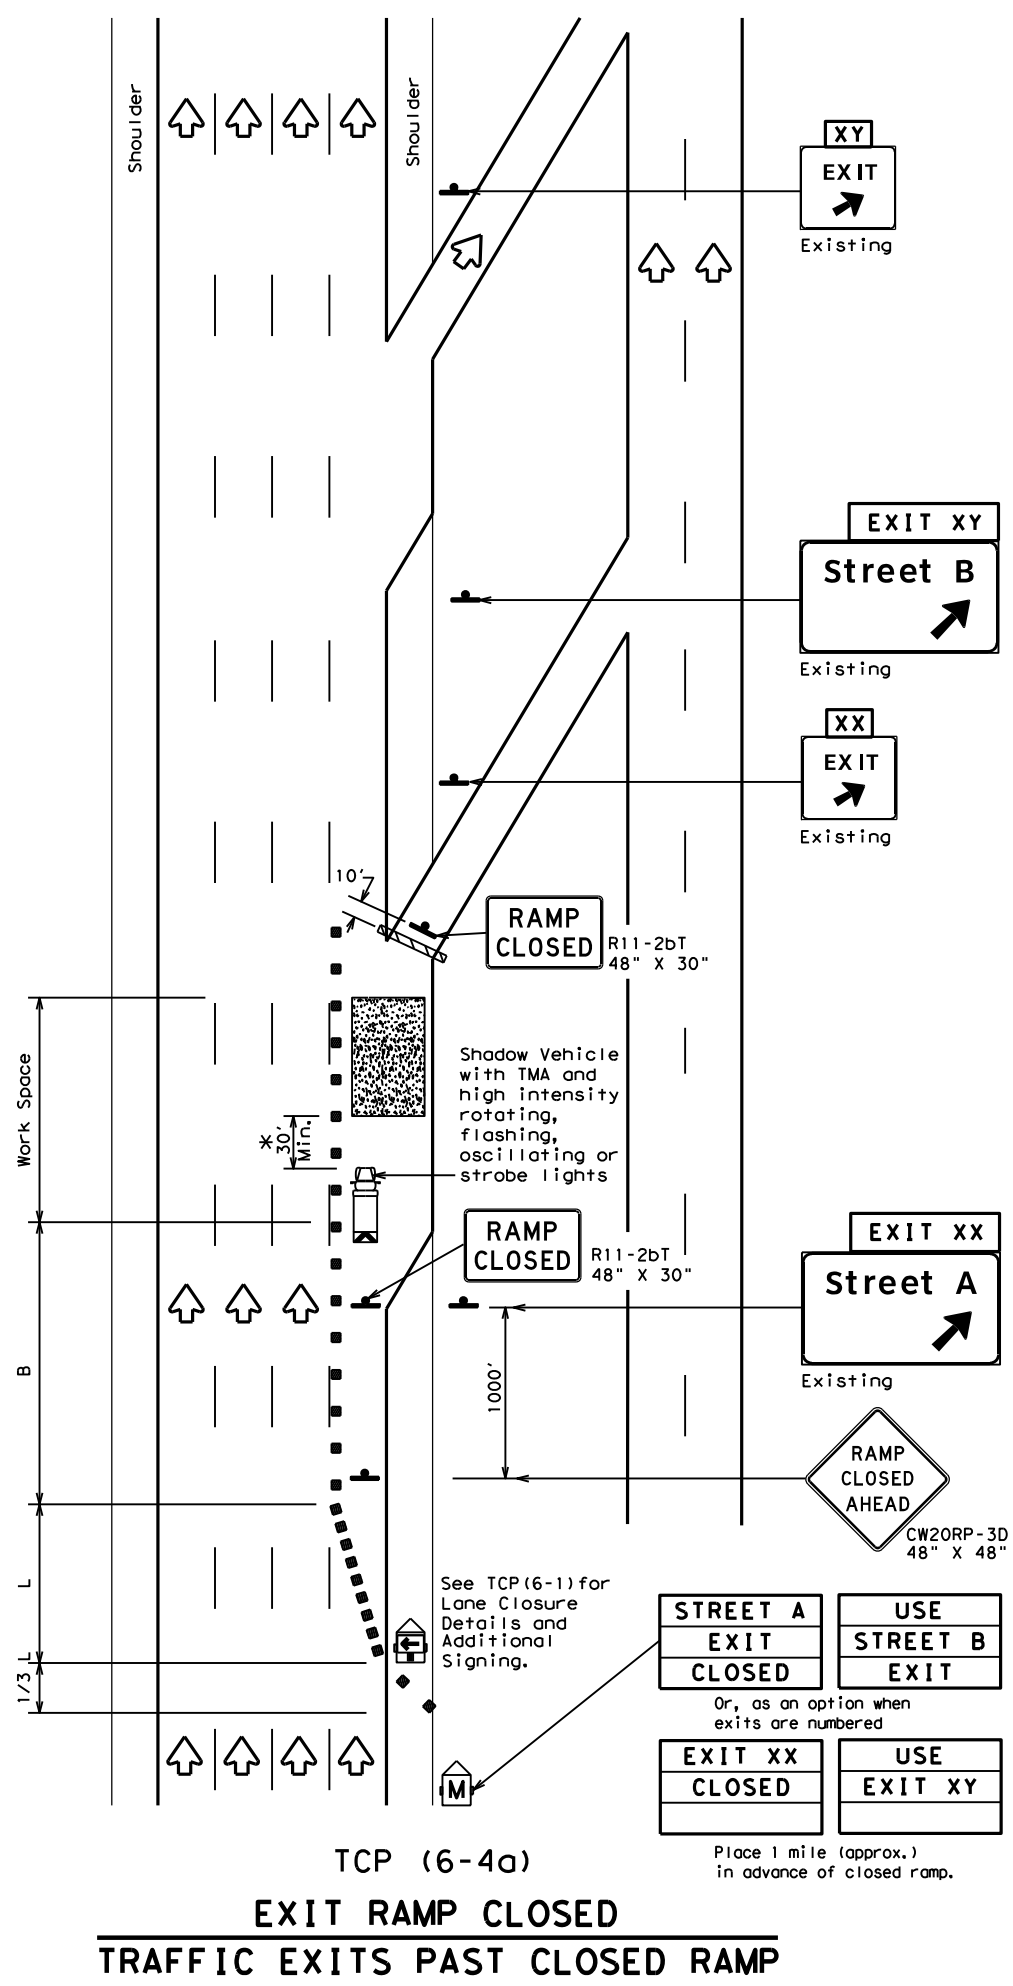 Shoulder
Shoulder
XY
EXIT
Existing
EXIT XY
Street B
Existing
XX
EXIT
Existing
10'
RAMP
CLOSED
R11-2bT
48" X 30"
Work Space
*
30'
Min.
Shadow Vehicle
with TMA and
high intensity
rotating,
flashing,
oscillating or
strobe lights
RAMP
CLOSED
R11-2bT
48" X 30"
EXIT XX
Street A
Existing
B
1000'
RAMP
CLOSED
AHEAD
CW20RP-3D
48" X 48"
L
See TCP(6-1)for
Lane Closure
Details and
Additional
Signing.
1/3 L
STREET A
EXIT
CLOSED
USE
STREET B
EXIT
Or, as an option when
exits are numbered
EXIT XX
CLOSED
USE
EXIT XY
M
Place 1 mile (approx.)
in advance of closed ramp.
TCP (6-4a)
EXIT RAMP CLOSED
TRAFFIC EXITS PAST CLOSED RAMP